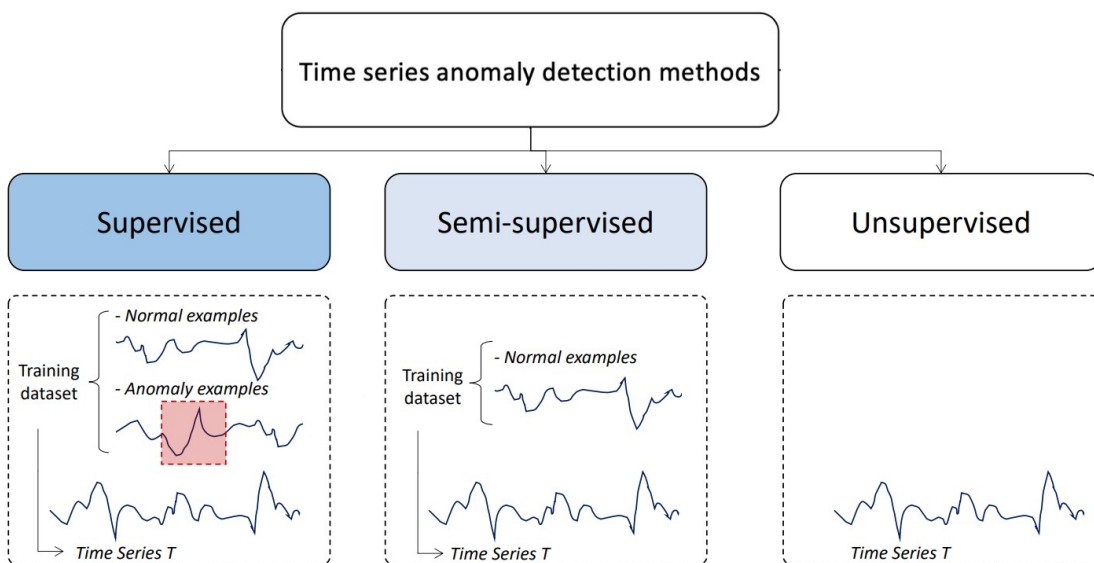 Time series anomaly detection methods
Supervised
Semi-supervised
Unsupervised
- Normal examples
Training
dataset
- Anomaly examples
Time Series T
- Normal examples
Training
dataset
Time Series T
Time Series T